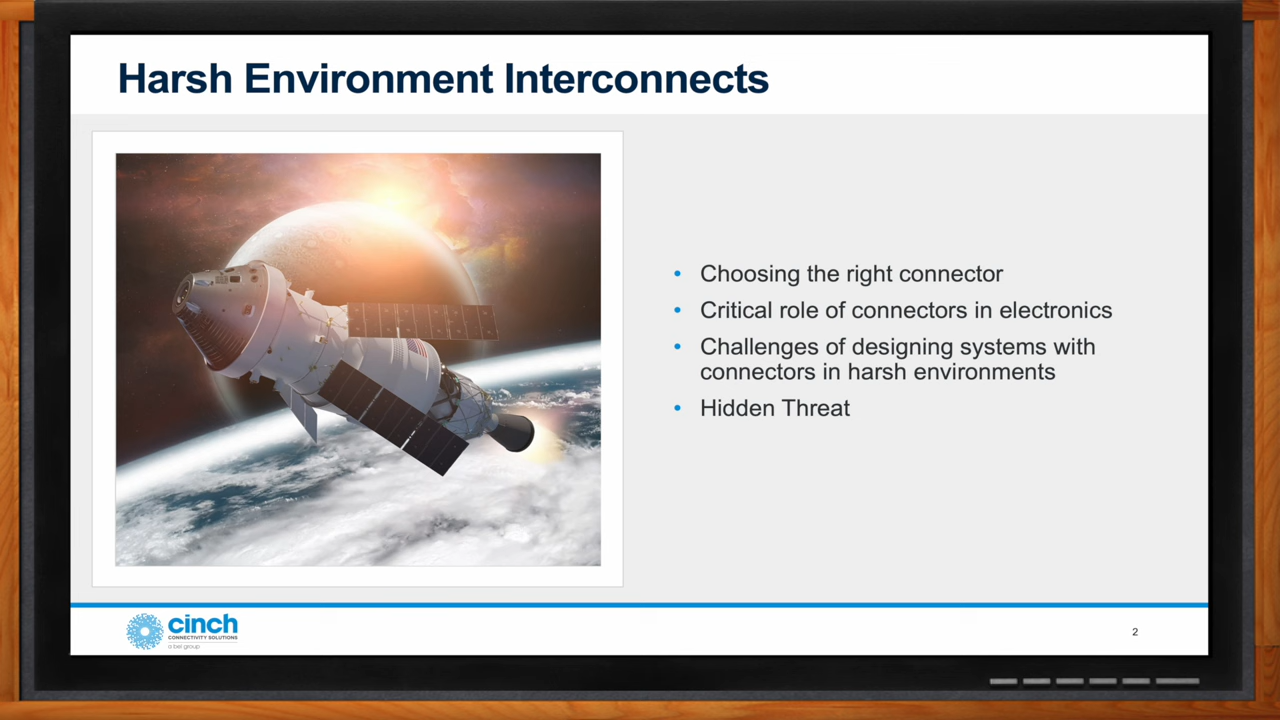 Harsh Environment Interconnects
• Choosing the right connector
• Critical role of connectors in electronics
• Challenges of designing systems with
connectors in harsh environments
• Hidden Threat
cinch
CONNECTIVITY SOLUTIONS
a bel group
2